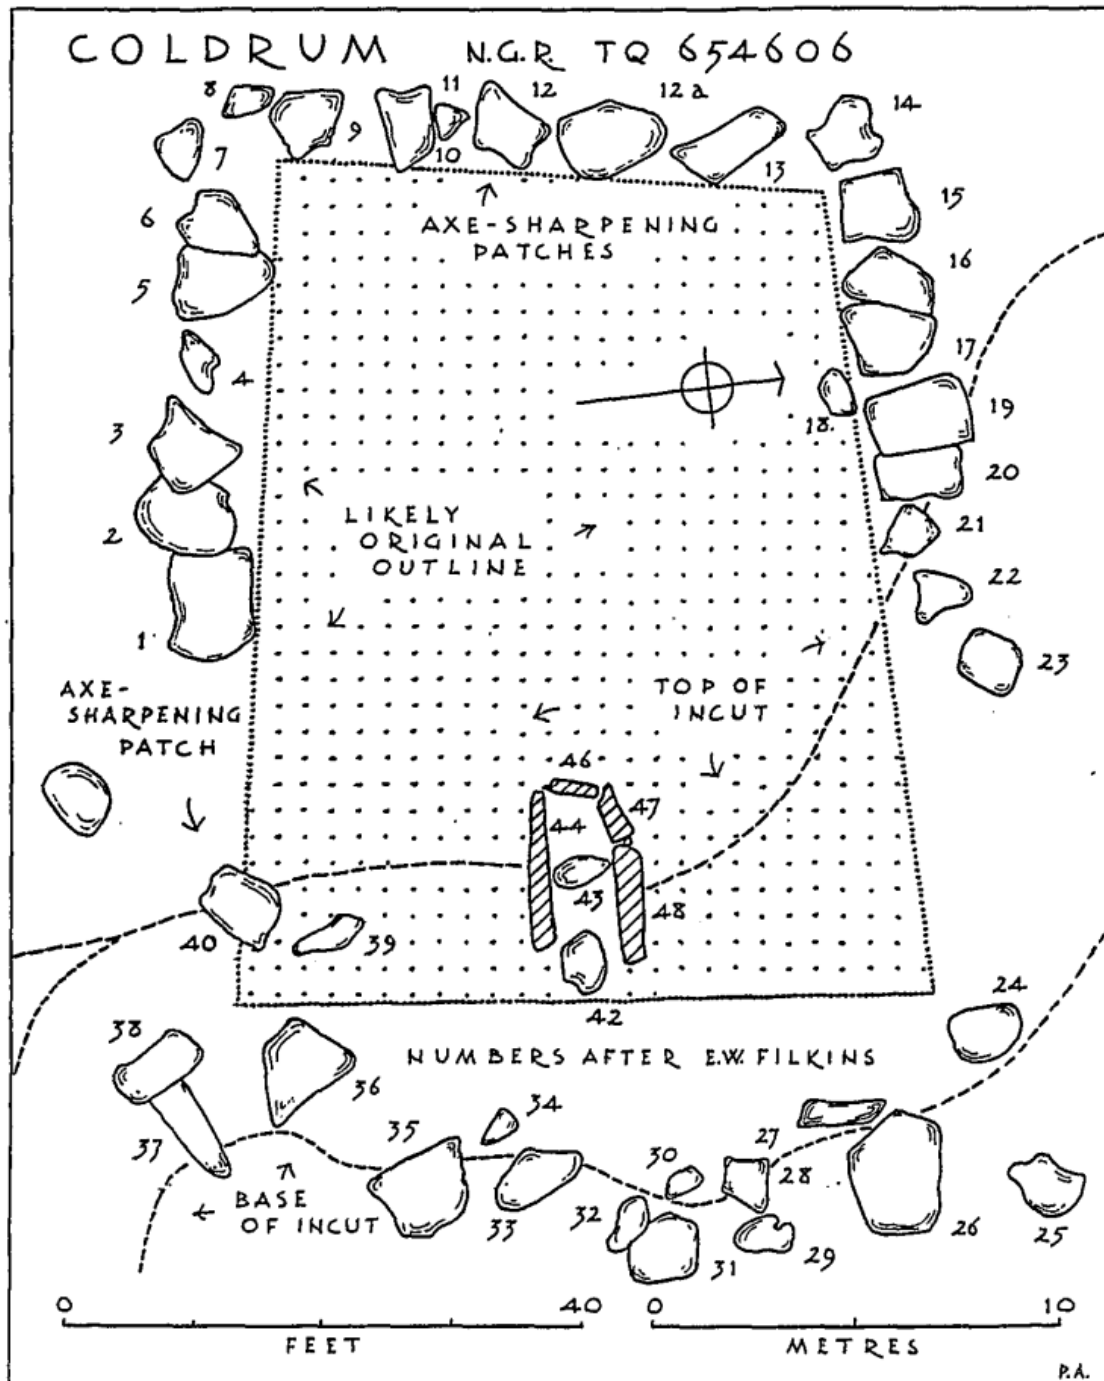 COLDRUM N.G.R. TQ 654606
8
9
10
11
12
12a
13
14
7
15
6
AXE-SHARPENING
PATCHES
16
5
17
4
18.
19
3
20
LIKELY
ORIGINAL
OUTLINE
21
2
22
1
23
AXE-
SHARPENING
PATCH
TOP OF
INCUT
46
47
44
43
48
40
39
24
42
38
NUMBERS AFTER E.W. FILKINS
36
34
35
37
27
30
28
BASE
OF INCUT
33
32
31
29
26
25
0 40 0 10
FEET METRES
P.A.